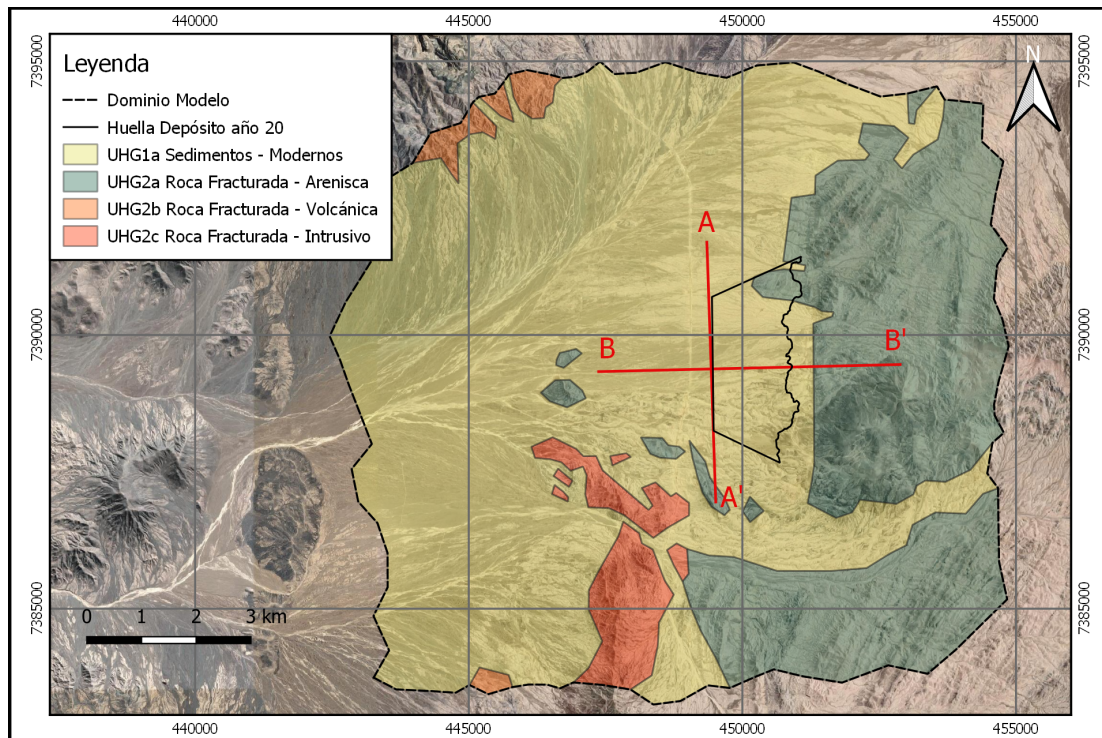 440000 445000 450000 455000
7395000 7395000
N
Leyenda
Dominio Modelo
Huella Depósito año 20
UHG1a Sedimentos - Modernos
UHG2a Roca Fracturada - Arenisca
UHG2b Roca Fracturada - Volcánica
UHG2c Roca Fracturada - Intrusivo
A
7390000 7390000
B B'
A'
7385000 7385000
0 1 2 3 km
440000 445000 450000 455000